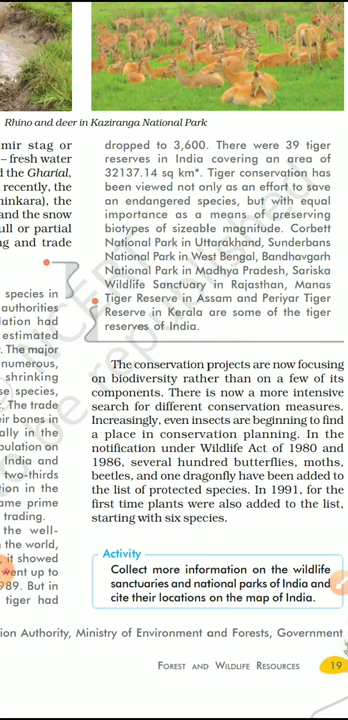 Rhino and deer in Kaziranga National Park
mir stag or
– fresh water
d the Gharial,
recently, the
hinkara), the
and the snow
ull or partial
ng and trade
species in
authorities
lation had
estimated
. The major
numerous,
shrinking
se species,
. The trade
eir bones in
ally in the
pulation on
India and
two-thirds
tion in the
ame prime
trading.
the well-
n the world,
, it showed
went up to
989. But in
tiger had
dropped to 3,600. There were 39 tiger
reserves in India covering an area of
32137.14 sq km*. Tiger conservation has
been viewed not only as an effort to save
an endangered species, but with equal
importance as a means of preserving
biotypes of sizeable magnitude. Corbett
National Park in Uttarakhand, Sunderbans
National Park in West Bengal, Bandhavgarh
National Park in Madhya Pradesh, Sariska
Wildlife Sanctuary in Rajasthan, Manas
Tiger Reserve in Assam and Periyar Tiger
Reserve in Kerala are some of the tiger
reserves of India.
The conservation projects are now focusing
on biodiversity rather than on a few of its
components. There is now a more intensive
search for different conservation measures.
Increasingly, even insects are beginning to find
a place in conservation planning. In the
notification under Wildlife Act of 1980 and
1986, several hundred butterflies, moths,
beetles, and one dragonfly have been added to
the list of protected species. In 1991, for the
first time plants were also added to the list,
starting with six species.
Activity
Collect more information on the wildlife
sanctuaries and national parks of India and
cite their locations on the map of India.
ion Authority, Ministry of Environment and Forests, Government
FOREST AND WILDLIFE RESOURCES 19